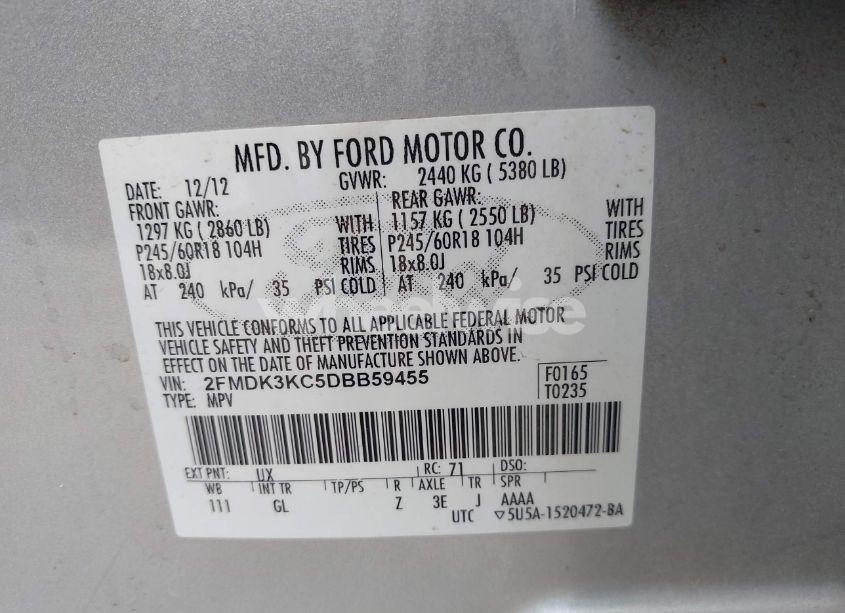 MFD. BY FORD MOTOR CO.
DATE: 12/12 GVWR: 2440 KG ( 5380 LB)
FRONT GAWR: REAR GAWR:
1297 KG ( 2860 LB) WITH 1157 KG ( 2550 LB) WITH
P245/60R18 104H TIRES P245/60R18 104H TIRES
18x8.0J RIMS 18x8.0J RIMS
AT 240 kPa/ 35 PSI COLD AT 240 kPa/ 35 PSI COLD
wheelwise
THIS VEHICLE CONFORMS TO ALL APPLICABLE FEDERAL MOTOR
VEHICLE SAFETY AND THEFT PREVENTION STANDARDS IN
EFFECT ON THE DATE OF MANUFACTURE SHOWN ABOVE.
VIN: 2FMDK3KC5DBB59455 F0165
TYPE: MPV T0235
EXT PNT: UX RC: 71 DSO:
WB INT TR TP/PS R AXLE TR SPR
111 GL Z 3E J AAAA
UTC ▽5U5A-1520472-BA